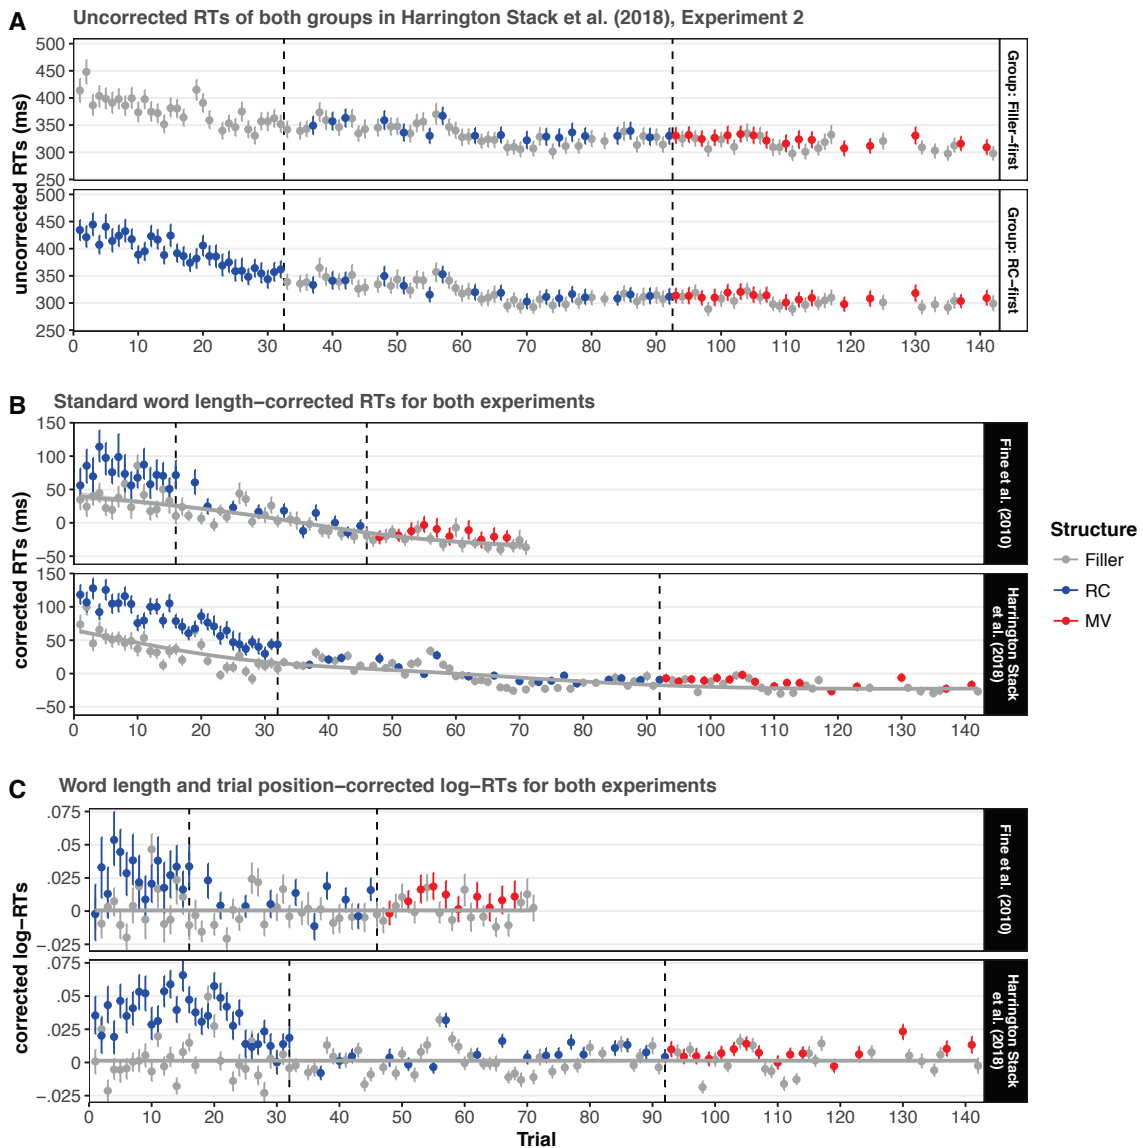 A
Uncorrected RTs of both groups in Harrington Stack et al. (2018), Experiment 2
uncorrected RTs (ms)
500
450
400
350
300
250
Group: Filler−first
500
450
400
350
300
250
Group: RC−first
0 10 20 30 40 50 60 70 80 90 100 110 120 130 140
B
Standard word length−corrected RTs for both experiments
corrected RTs (ms)
150
100
50
0
−50
Fine et al. (2010)
150
100
50
0
−50
Harrington Stack
et al. (2018)
0 10 20 30 40 50 60 70 80 90 100 110 120 130 140
Structure
Filler
RC
MV
C
Word length and trial position−corrected log−RTs for both experiments
corrected log−RTs
.075
.05
.025
0
−.025
Fine et al. (2010)
.075
.05
.025
0
−.025
Harrington Stack
et al. (2018)
0 10 20 30 40 50 60 70 80 90 100 110 120 130 140
Trial